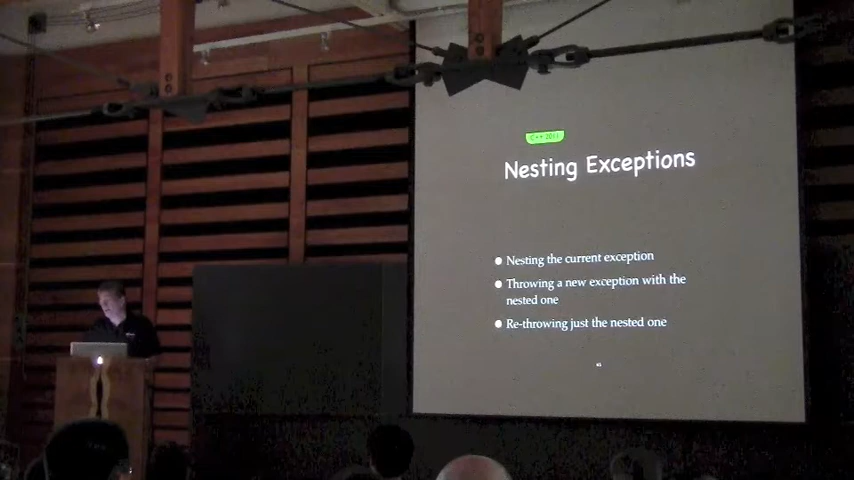 C++ 2011
Nesting Exceptions
Nesting the current exception
Throwing a new exception with the
nested one
Re-throwing just the nested one